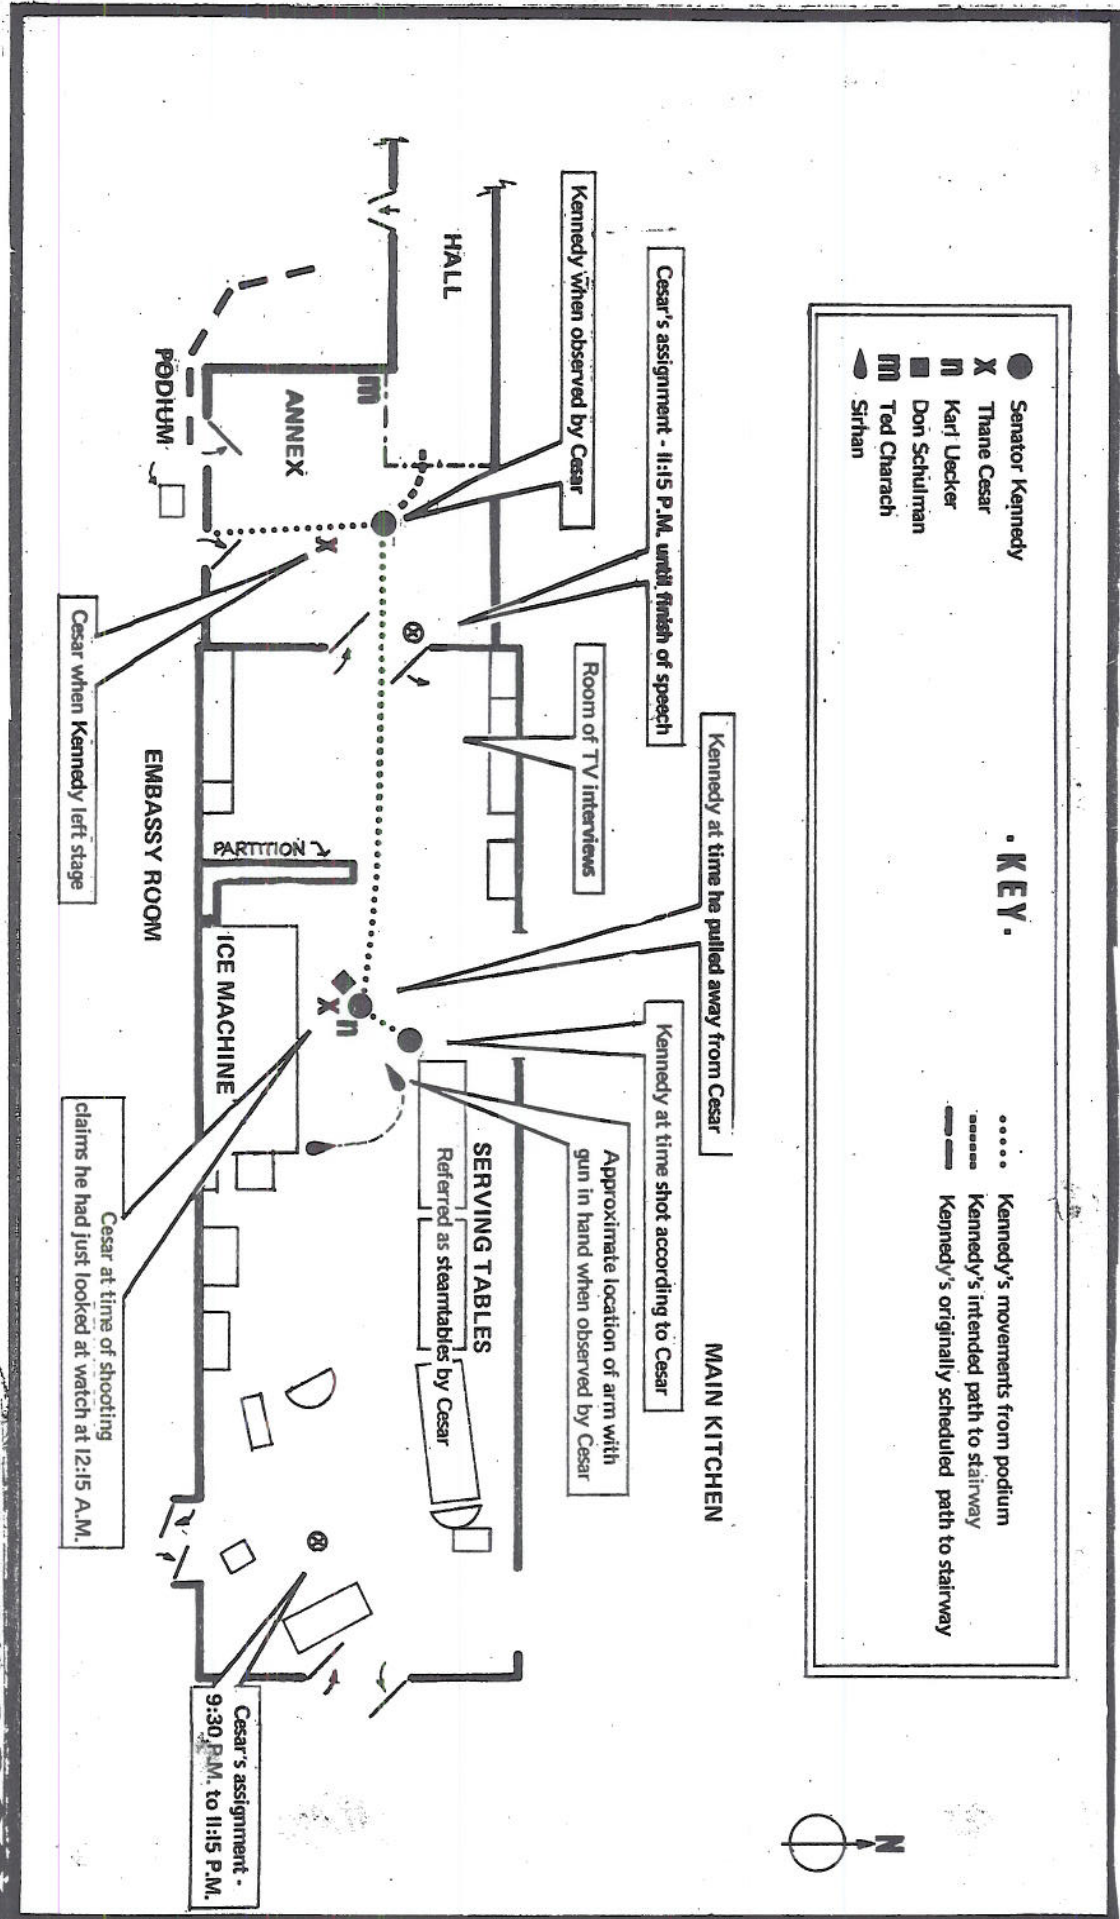 · KEY ·
Senator Kennedy
X Thane Cesar
n Karl Uecker
Don Schulman
m Ted Charach
Sirhan
Kennedy's movements from podium
Kennedy's intended path to stairway
Kennedy's originally scheduled path to stairway
N
Kennedy at time he pulled away from Cesar
MAIN KITCHEN
Cesar's assignment - 11:15 P.M. until finish of speech
Kennedy at time shot according to Cesar
Kennedy when observed by Cesar
Room of TV interviews
Approximate location of arm with
gun in hand when observed by Cesar
HALL
SERVING TABLES
Referred as steamtables by Cesar
m
X
n
X
ANNEX
PARTITION
ICE MACHINE
PODIUM
EMBASSY ROOM
Cesar when Kennedy left stage
Cesar at time of shooting
claims he had just looked at watch at 12:15 A.M.
Cesar's assignment -
9:30 P.M. to 11:15 P.M.